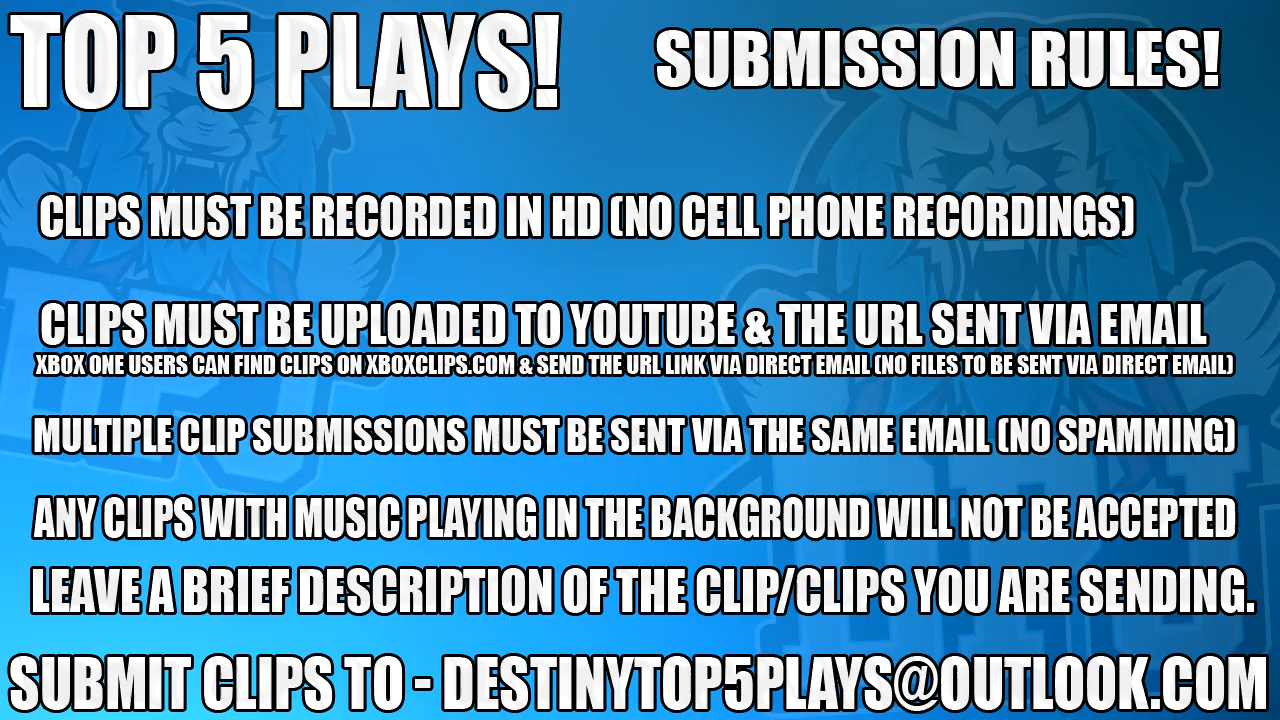 TOP 5 PLAYS!
SUBMISSION RULES!
CLIPS MUST BE RECORDED IN HD (NO CELL PHONE RECORDINGS)
CLIPS MUST BE UPLOADED TO YOUTUBE & THE URL SENT VIA EMAIL
XBOX ONE USERS CAN FIND CLIPS ON XBOXCLIPS.COM & SEND THE URL LINK VIA DIRECT EMAIL (NO FILES TO BE SENT VIA DIRECT EMAIL)
MULTIPLE CLIP SUBMISSIONS MUST BE SENT VIA THE SAME EMAIL (NO SPAMMING)
ANY CLIPS WITH MUSIC PLAYING IN THE BACKGROUND WILL NOT BE ACCEPTED
LEAVE A BRIEF DESCRIPTION OF THE CLIP/CLIPS YOU ARE SENDING.
SUBMIT CLIPS TO - DESTINYTOP5PLAYS@OUTLOOK.COM